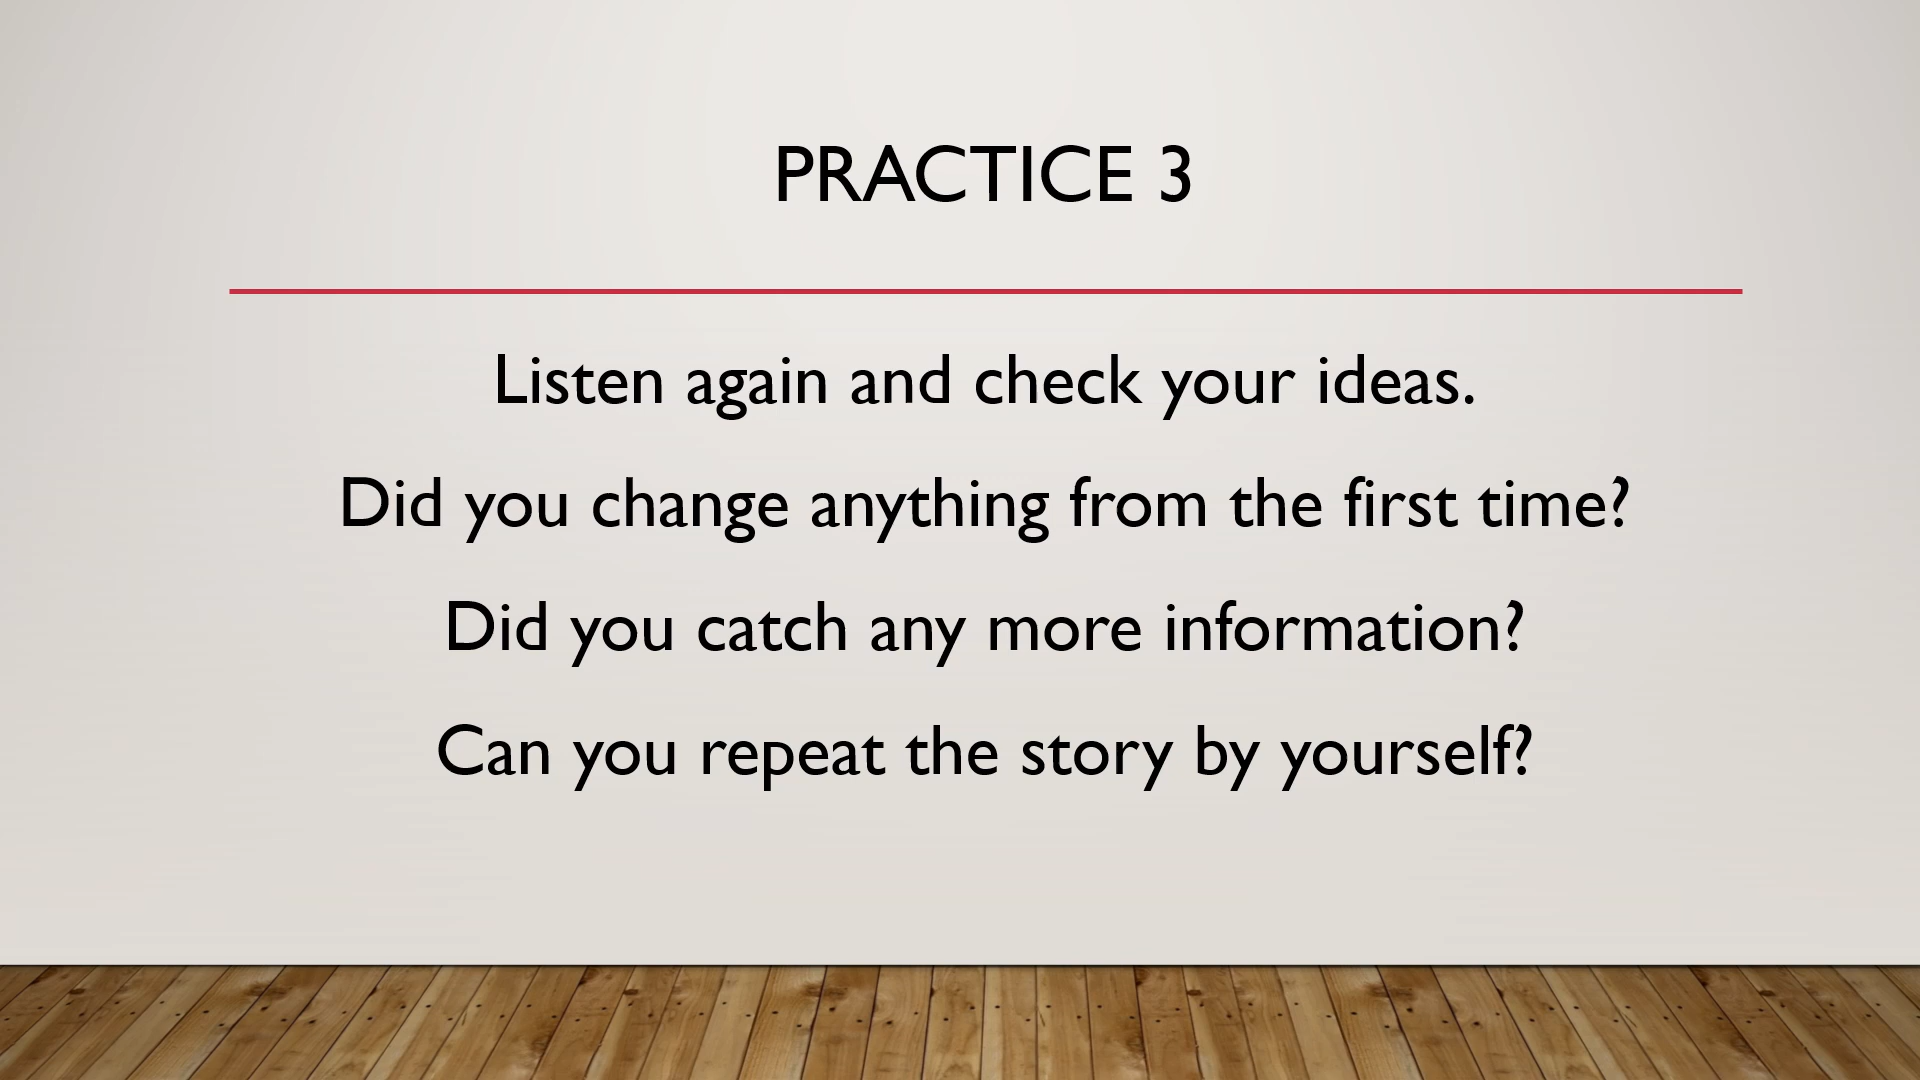 PRACTICE 3
Listen again and check your ideas.
Did you change anything from the first time?
Did you catch any more information?
Can you repeat the story by yourself?